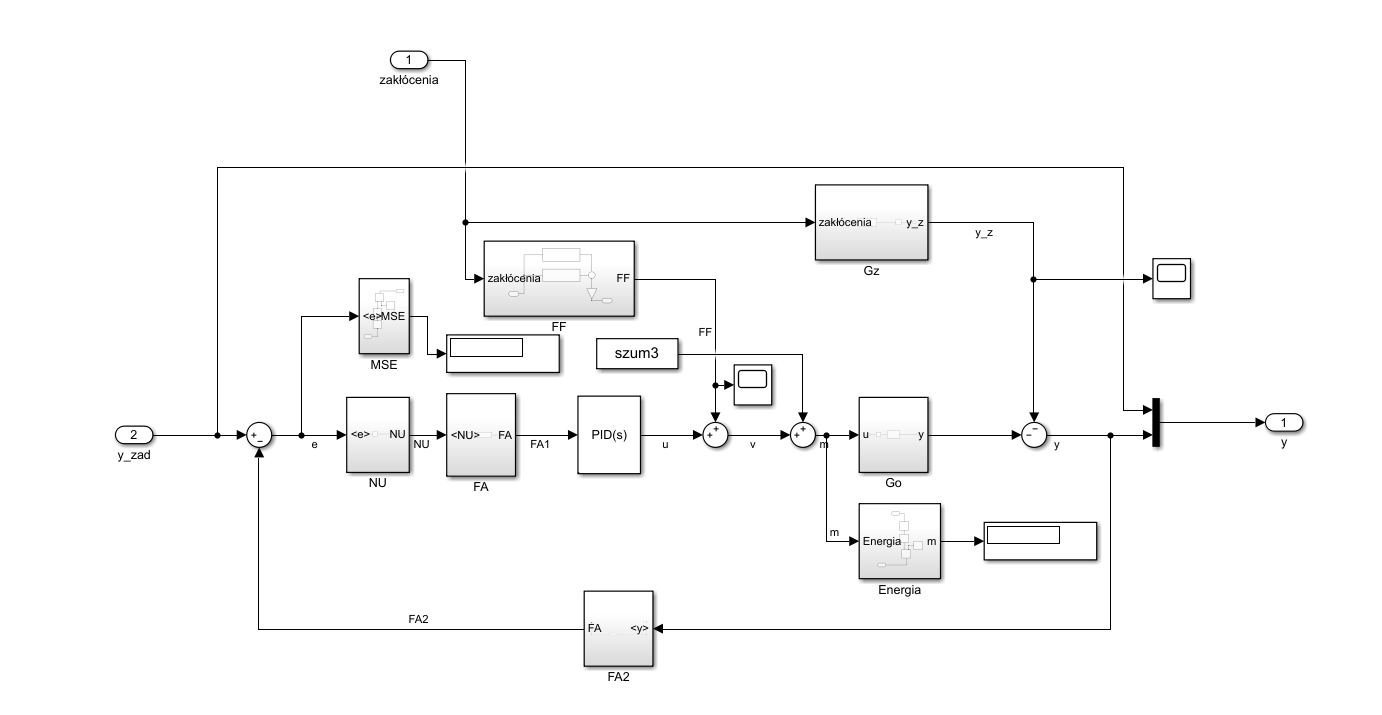 1
zakłócenia
zakłócenia
y_z
y_z
Gz
zakłócenia
FF
FF
<e>
MSE
MSE
FF
szum3
2
y_zad
+
−
e
<e>
NU
NU
NU
<NU>
FA
FA
FA1
PID(s)
u
+
+
v
+
+
m
u
y
Go
−
−
y
1
y
m
Energia
m
Energia
FA2
FA
<y>
FA2